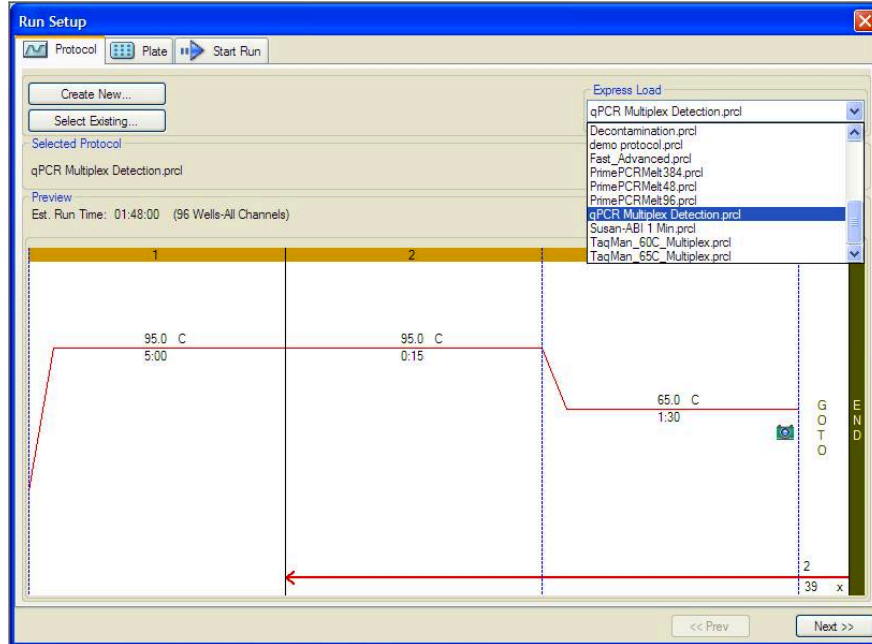 Run Setup
Protocol Plate Start Run
Create New...
Select Existing...
Express Load
qPCR Multiplex Detection.prcl
Decontamination.prcl
demo protocol.prcl
Fast_Advanced.prcl
PrimePCRMelt384.prcl
PrimePCRMelt48.prcl
PrimePCRMelt96.prcl
qPCR Multiplex Detection.prcl
Susan-ABI 1 Min.prcl
TaqMan_60C_Multiplex.prcl
TaqMan_65C_Multiplex.prcl
Selected Protocol
qPCR Multiplex Detection.prcl
Preview
Est. Run Time: 01:48:00 (96 Wells-All Channels)
1 2
95.0 C
5:00
95.0 C
0:15
65.0 C
1:30
GOTO
END
2
39 x
<< Prev Next >>